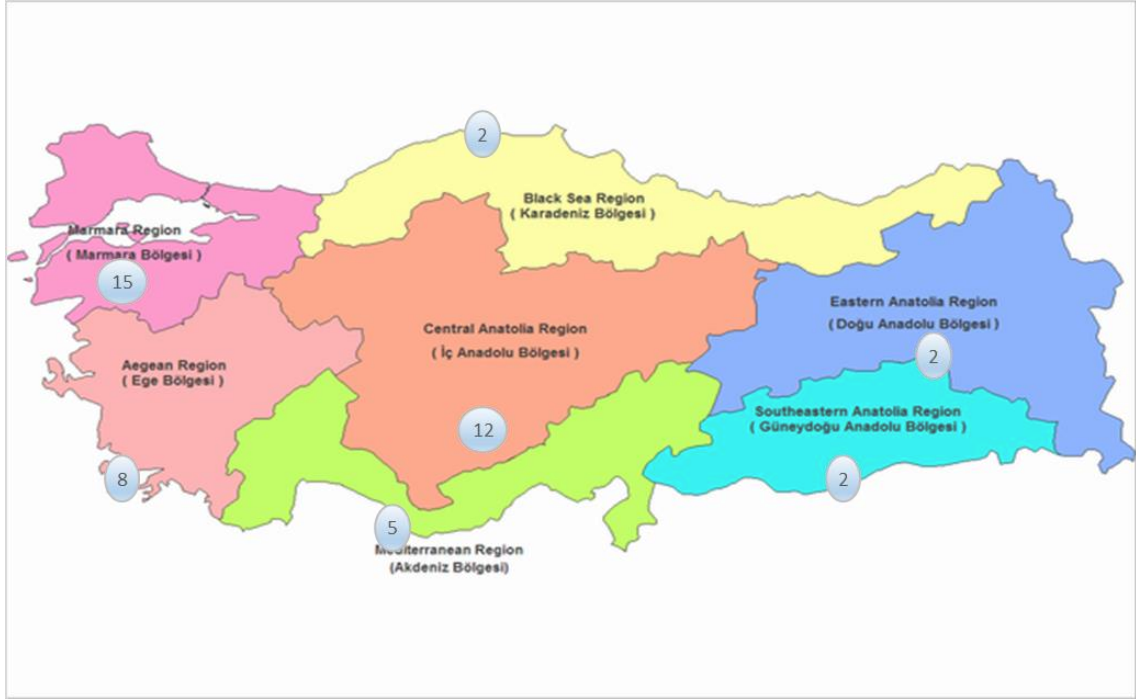 2
Black Sea Region
( Karadeniz Bölgesi )
Marmara Region
( Marmara Bölgesi )
15
Eastern Anatolia Region
( Doğu Anadolu Bölgesi )
2
Central Anatolia Region
( İç Anadolu Bölgesi )
12
Aegean Region
( Ege Bölgesi )
8
Southeastern Anatolia Region
( Güneydoğu Anadolu Bölgesi )
2
5
Mediterranean Region
(Akdeniz Bölgesi)